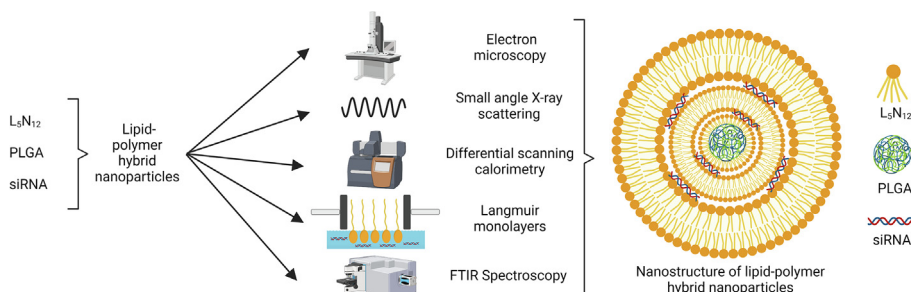 L₅N₁₂
PLGA
siRNA
Lipid-
polymer
hybrid
nanoparticles
Electron
microscopy
Small angle X-ray
scattering
Differential scanning
calorimetry
Langmuir
monolayers
FTIR Spectroscopy
Nanostructure of lipid-polymer
hybrid nanoparticles
L₅N₁₂
PLGA
siRNA